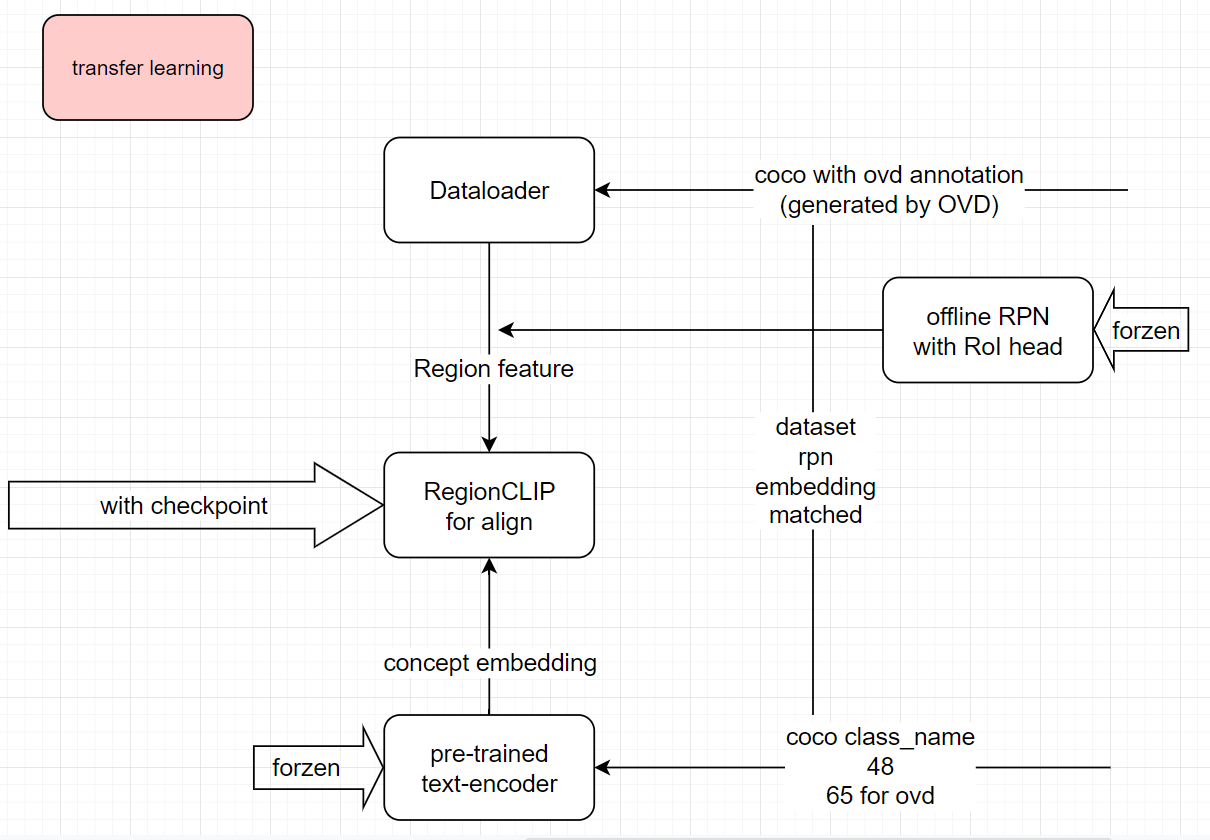 transfer learning
Dataloader
coco with ovd annotation
(generated by OVD)
offline RPN
with RoI head
forzen
Region feature
dataset
rpn
embedding
matched
with checkpoint
RegionCLIP
for align
concept embedding
forzen
pre-trained
text-encoder
coco class_name
48
65 for ovd